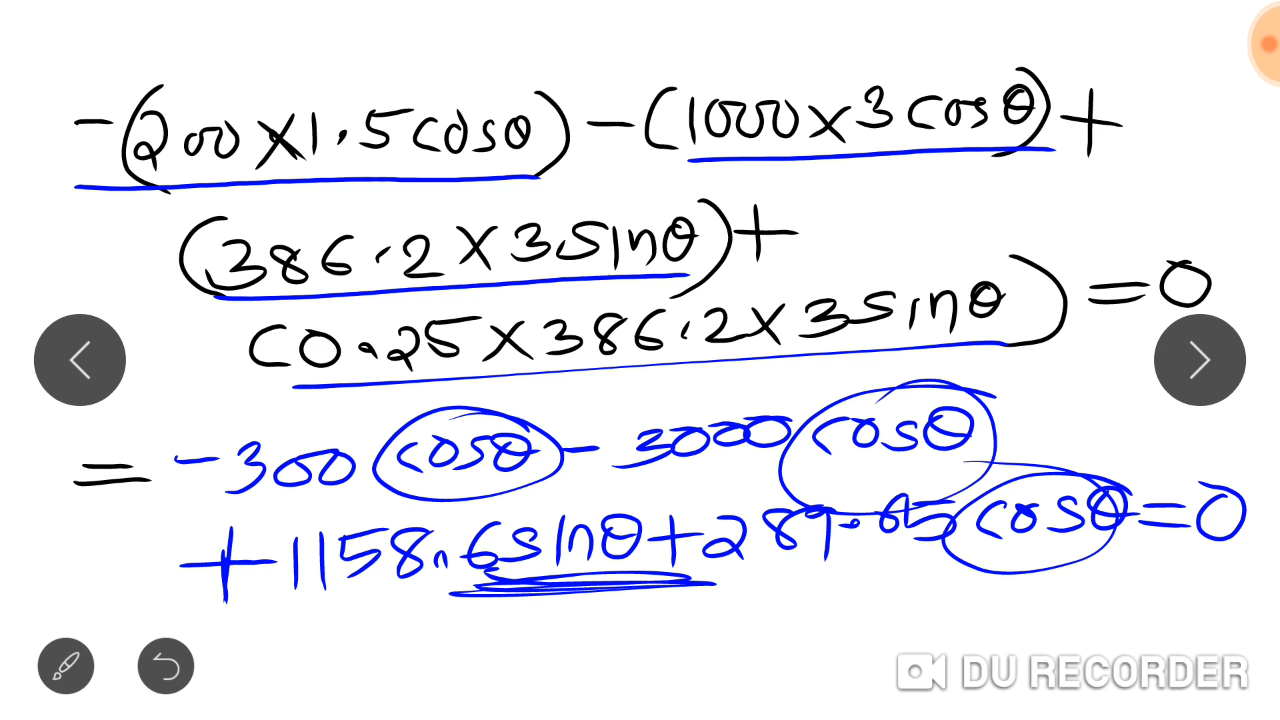 -(200×1.5cosθ)-(1000×3cosθ)+
(386.2×3sinθ)+
(0.25×386.2×3sinθ)=0
= -300cosθ-3000cosθ
+1158.6sinθ+289.65cosθ=0
DU RECORDER